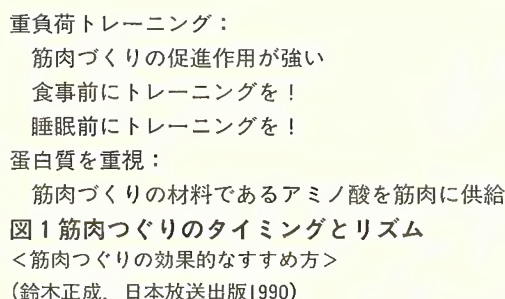 重負荷トレーニング：
筋肉づくりの促進作用が強い
食事前にトレーニングを！
睡眠前にトレーニングを！
蛋白質を重視：
筋肉づくりの材料であるアミノ酸を筋肉に供給
図1 筋肉つぐりのタイミングとリズム
＜筋肉つぐりの効果的なすすめ方＞
(鈴木正成，日本放送出版1990)